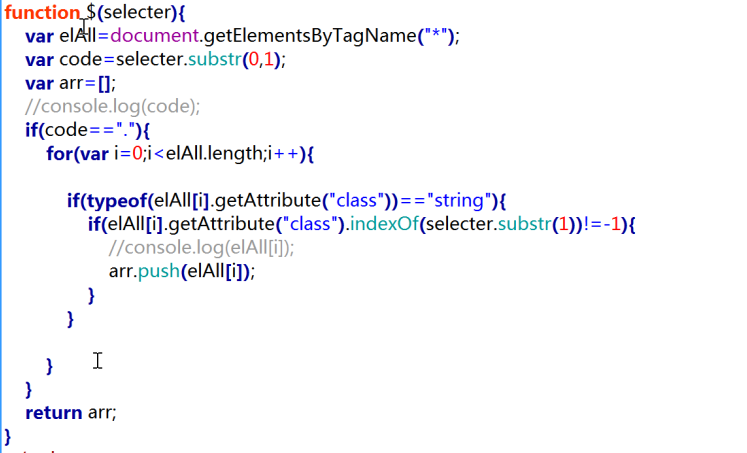 function $(selecter){
var elAll=document.getElementsByTagName("*");
var code=selecter.substr(0,1);
var arr=[];
//console.log(code);
if(code=="."){
for(var i=0;i<elAll.length;i++){
if(typeof(elAll[i].getAttribute("class"))=="string"){
if(elAll[i].getAttribute("class").indexOf(selecter.substr(1))!=-1){
//console.log(elAll[i]);
arr.push(elAll[i]);
}
}
}
}
return arr;
}